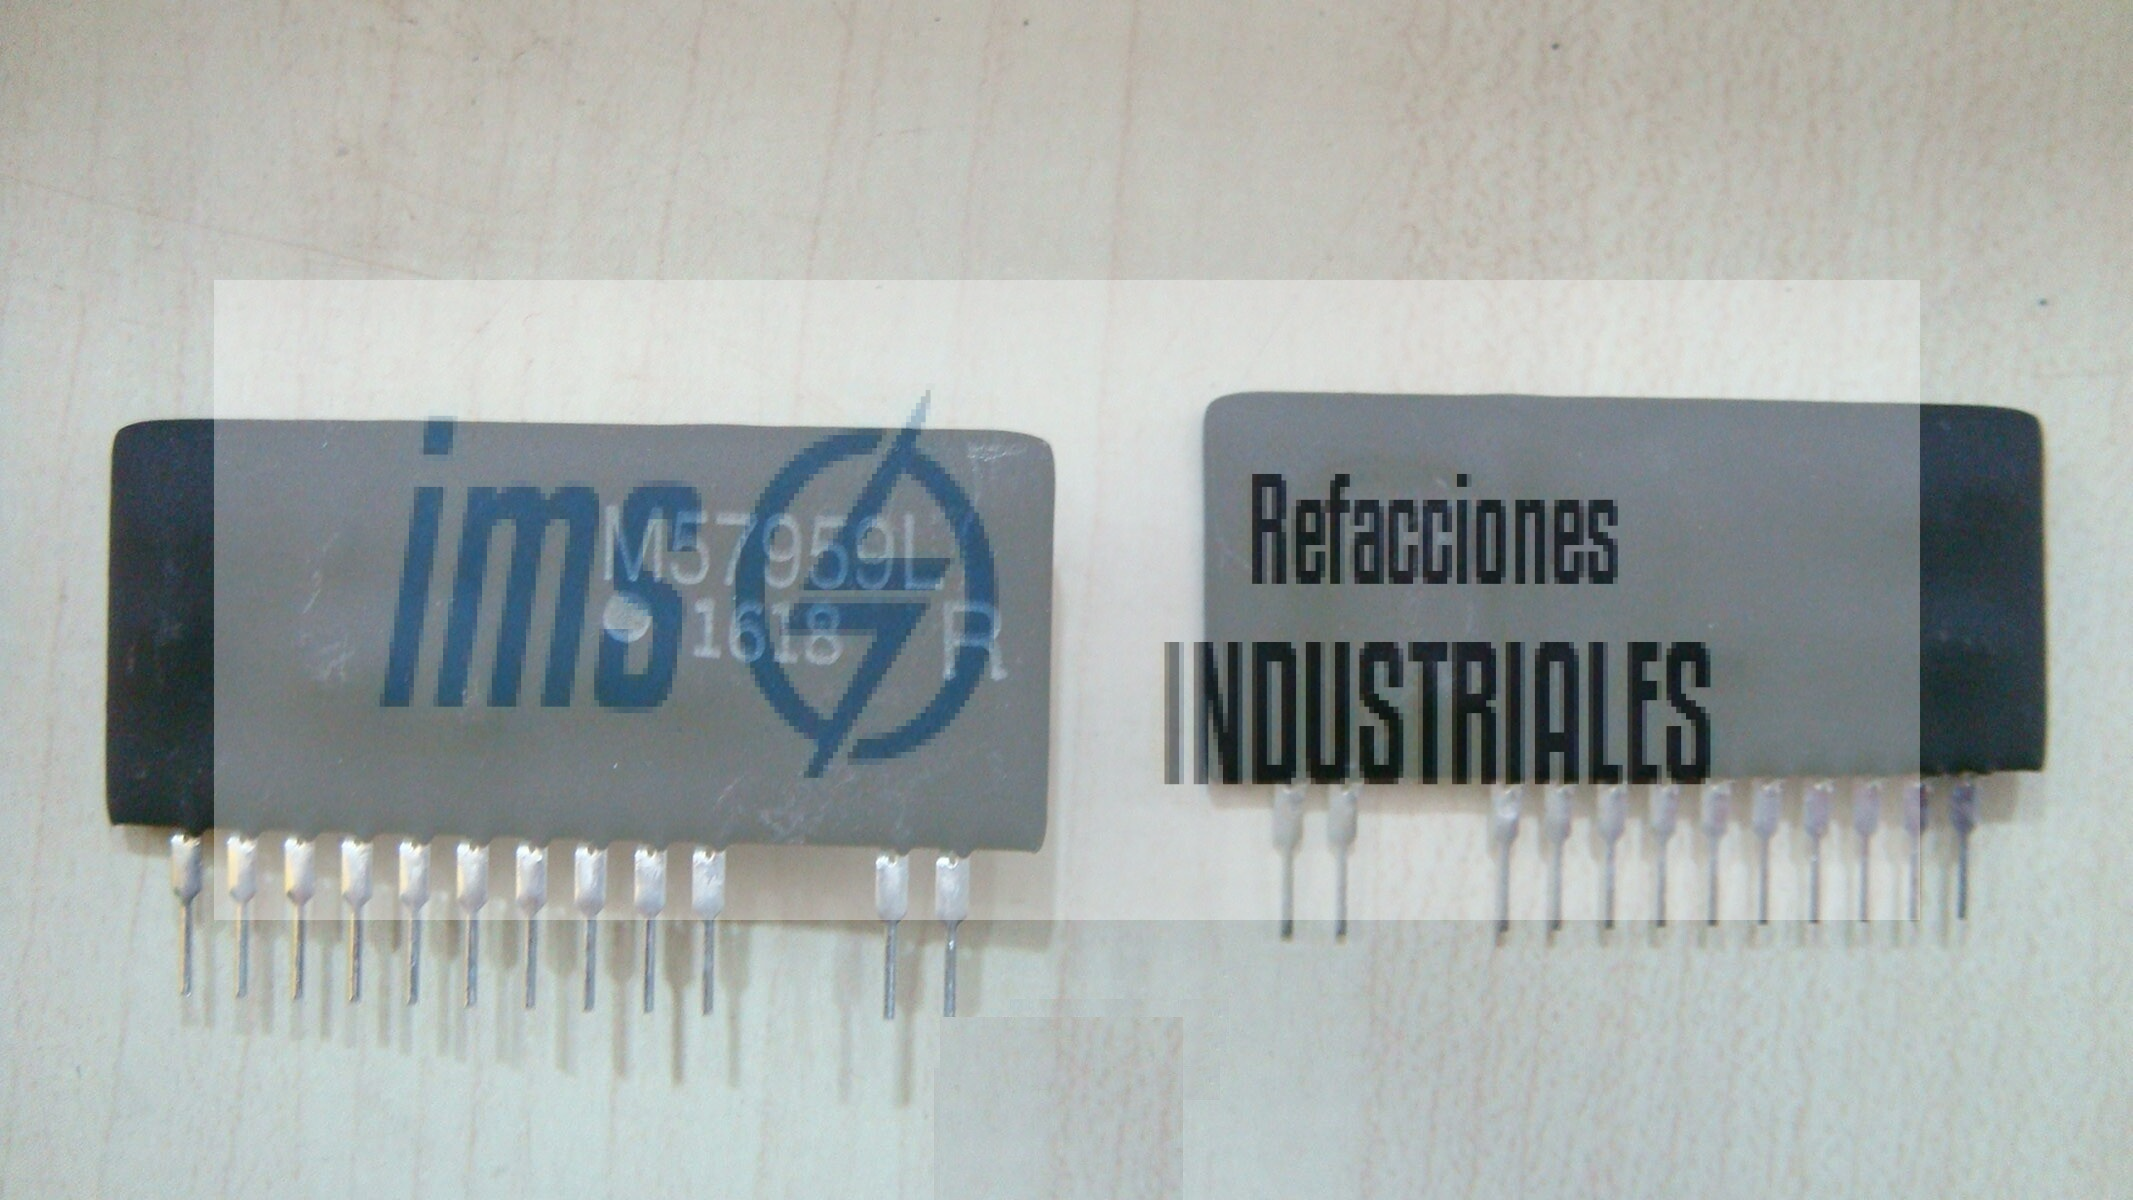 ims
M57959L
1618
R
Refacciones
INDUSTRIALES